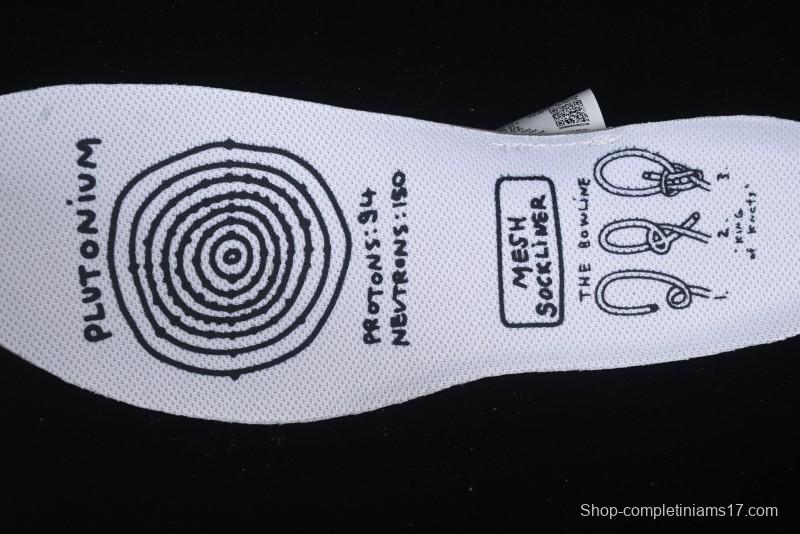 PLUTONiUM
PROTONS:94
NEUTRONS:150
MESH
SOCKLINER
THE BOWLiNE
1.
2.
3.
"KING
of KNOTS"
Shop-completiniams17.com